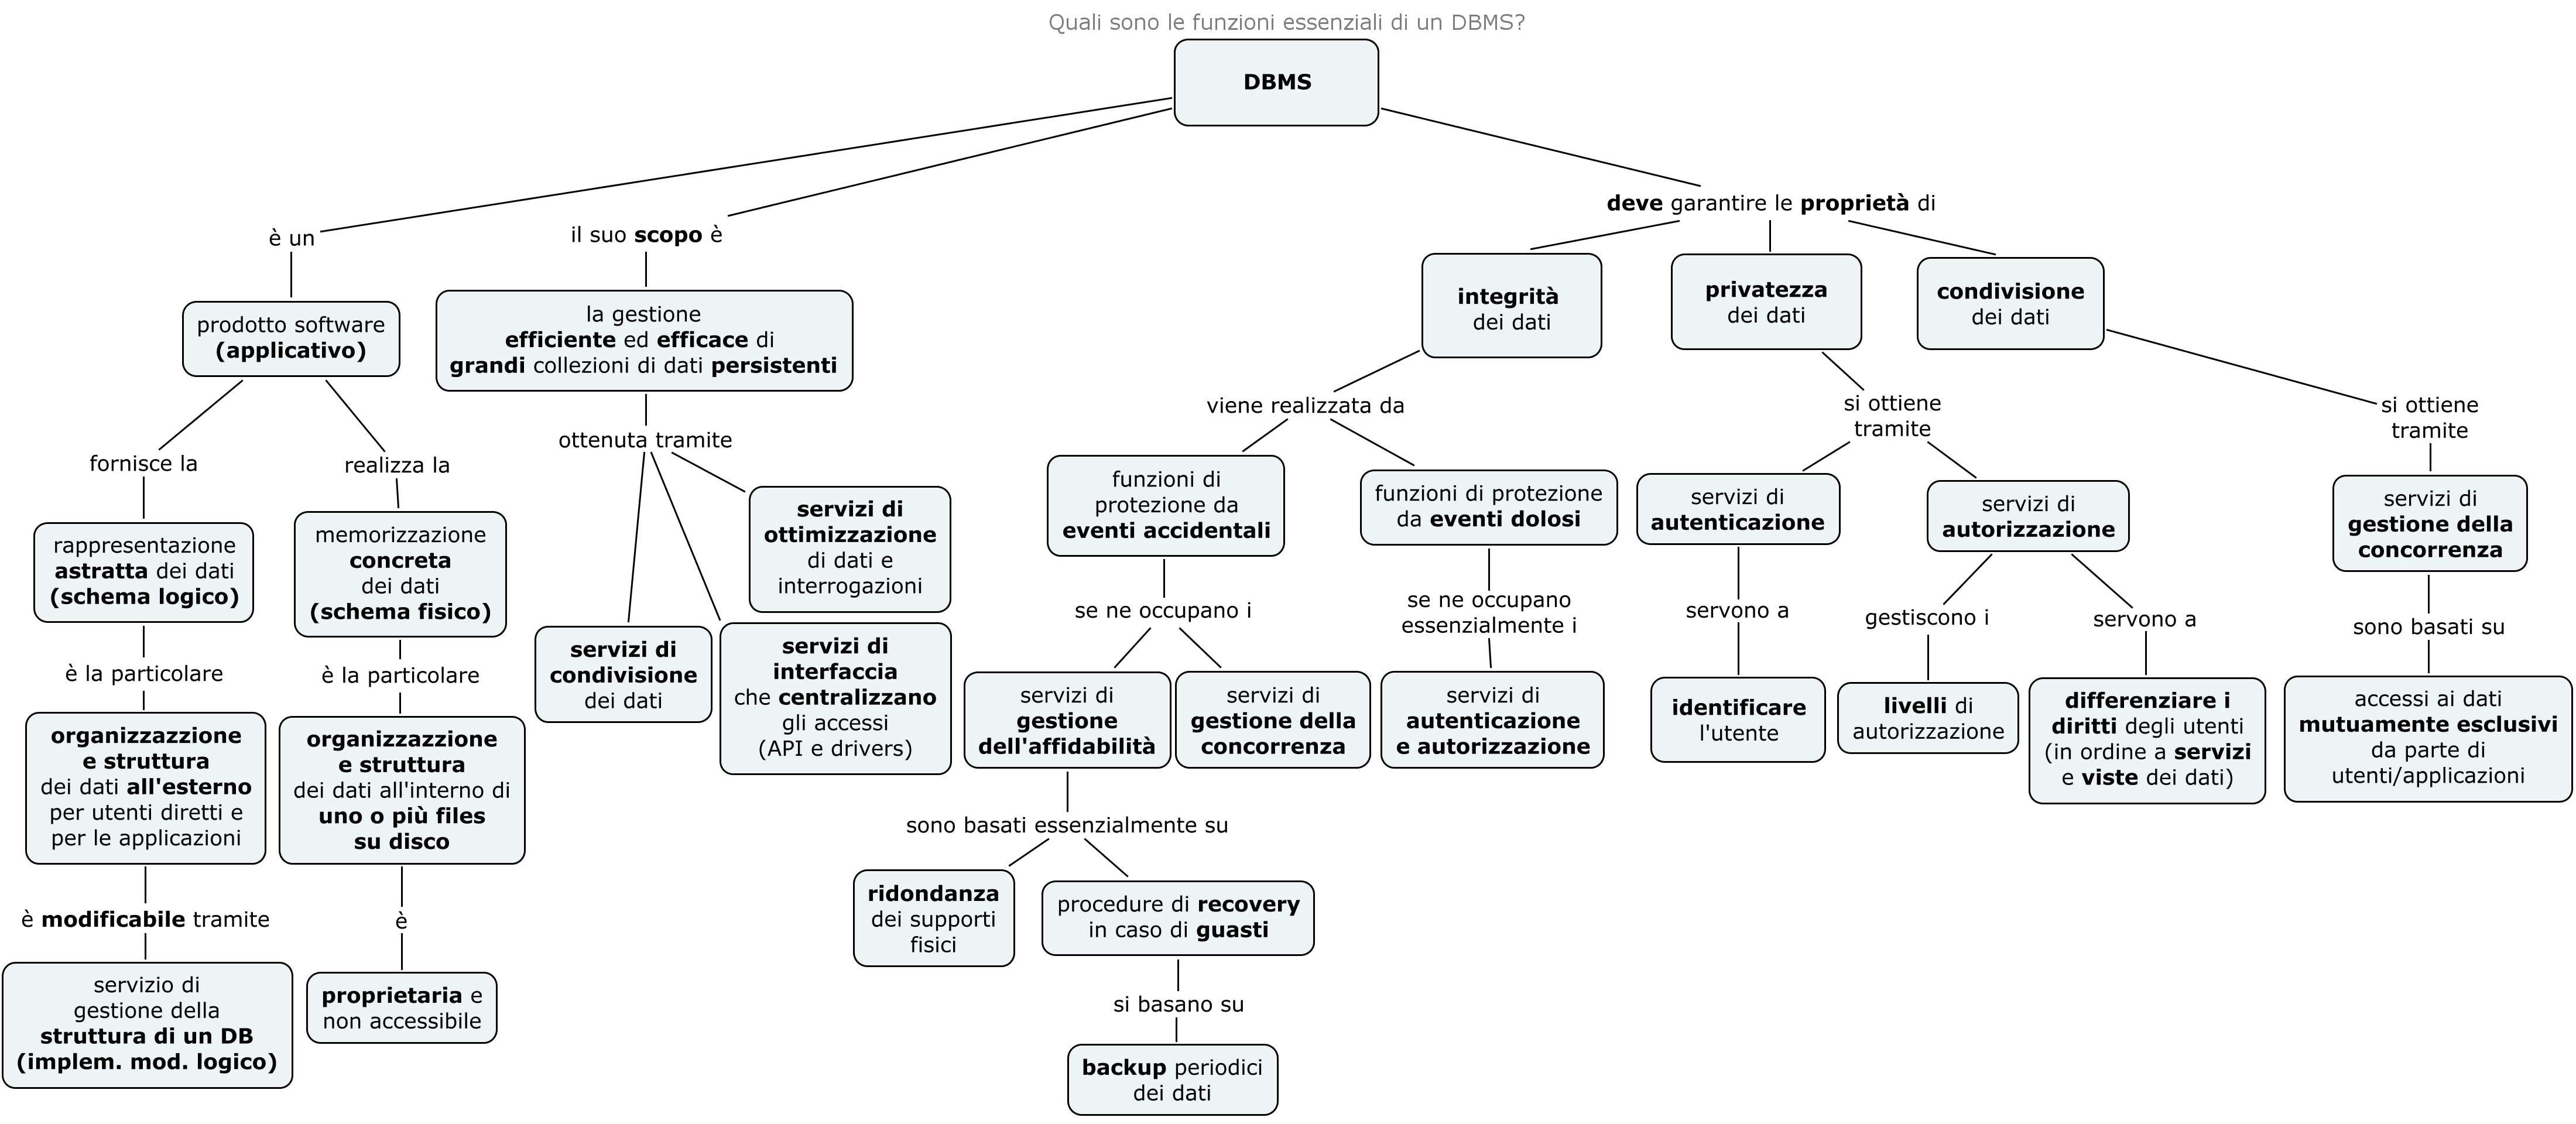 Quali sono le funzioni essenziali di un DBMS?
DBMS
è un
il suo scopo è
deve garantire le proprietà di
prodotto software
(applicativo)
la gestione
efficiente ed efficace di
grandi collezioni di dati persistenti
integrità
dei dati
privatezza
dei dati
condivisione
dei dati
fornisce la
realizza la
ottenuta tramite
viene realizzata da
si ottiene
tramite
si ottiene
tramite
rappresentazione
astratta dei dati
(schema logico)
memorizzazione
concreta
dei dati
(schema fisico)
servizi di
ottimizzazione
di dati e
interrogazioni
servizi di
condivisione
dei dati
servizi di
interfaccia
che centralizzano
gli accessi
(API e drivers)
funzioni di
protezione da
eventi accidentali
funzioni di protezione
da eventi dolosi
servizi di
autenticazione
servizi di
autorizzazione
servizi di
gestione della
concorrenza
è la particolare
è la particolare
se ne occupano i
se ne occupano
essenzialmente i
servono a
gestiscono i
servono a
sono basati su
organizzazzione
e struttura
dei dati all'esterno
per utenti diretti e
per le applicazioni
organizzazzione
e struttura
dei dati all'interno di
uno o più files
su disco
servizi di
gestione
dell'affidabilità
servizi di
gestione della
concorrenza
servizi di
autenticazione
e autorizzazione
identificare
l'utente
livelli di
autorizzazione
differenziare i
diritti degli utenti
(in ordine a servizi
e viste dei dati)
accessi ai dati
mutuamente esclusivi
da parte di
utenti/applicazioni
sono basati essenzialmente su
è modificabile tramite
è
ridondanza
dei supporti
fisici
procedure di recovery
in caso di guasti
servizio di
gestione della
struttura di un DB
(implem. mod. logico)
proprietaria e
non accessibile
si basano su
backup periodici
dei dati